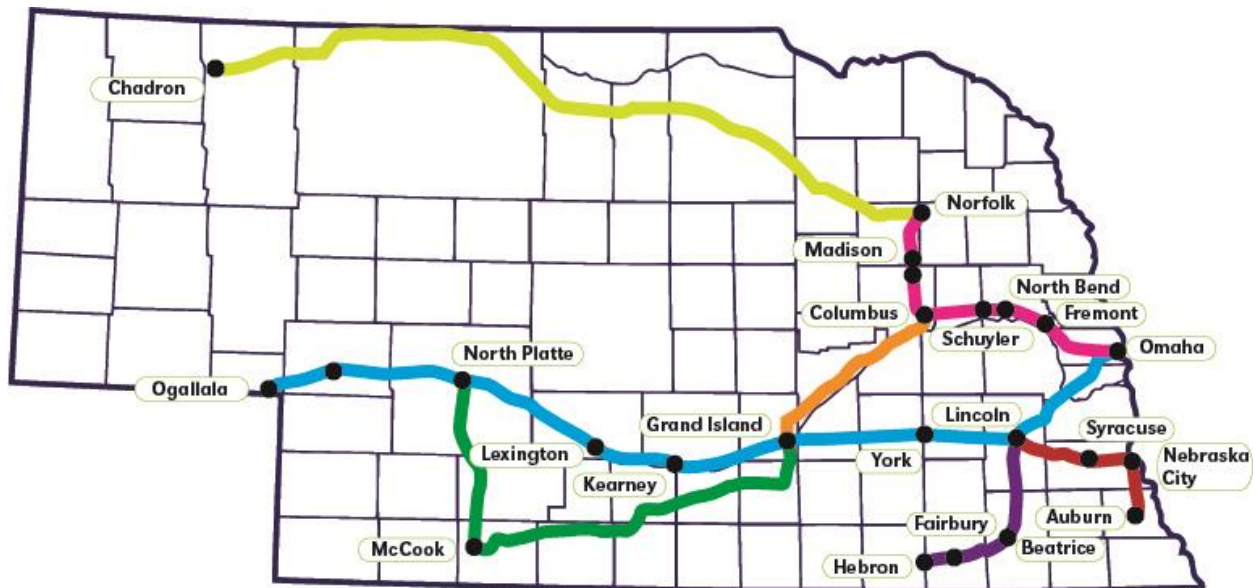 Chadron
Norfolk
Madison
North Bend
Columbus
Fremont
Schuyler
Omaha
North Platte
Ogallala
Grand Island
Lincoln
Syracuse
Lexington
York
Nebraska
City
Kearney
Auburn
Fairbury
McCook
Beatrice
Hebron